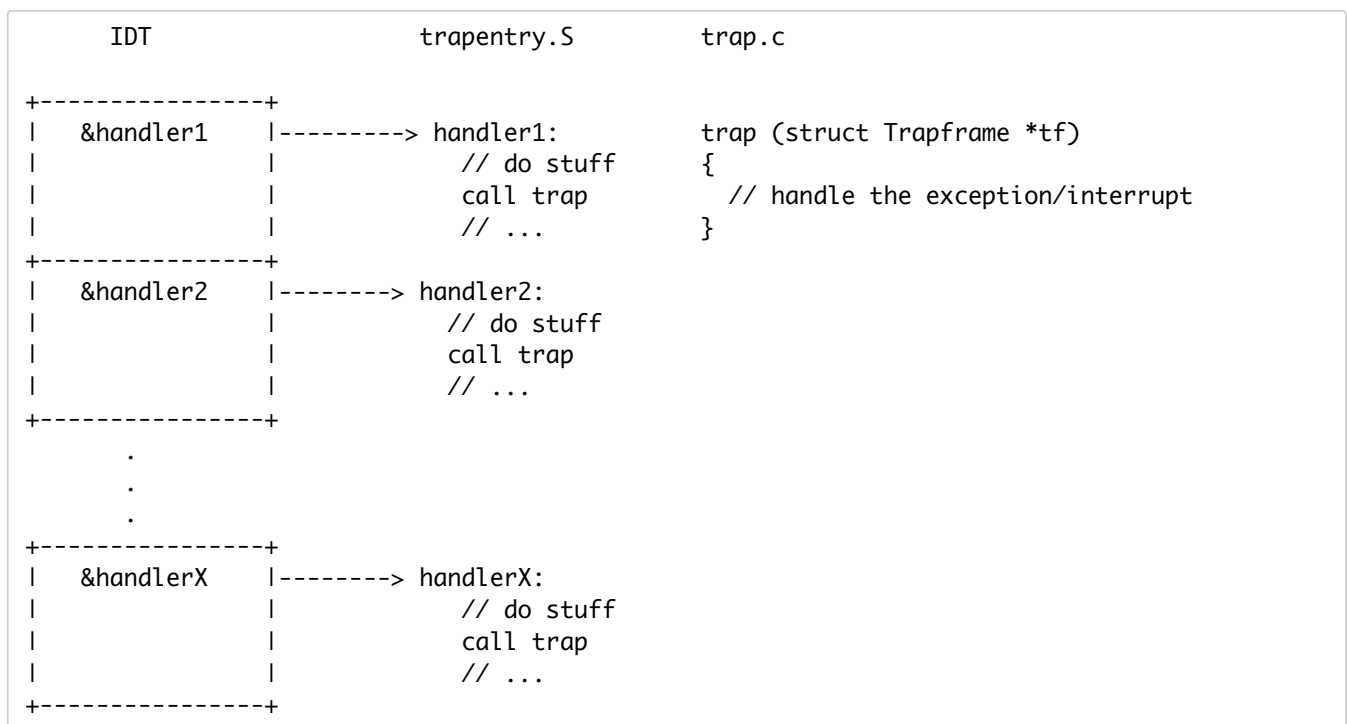 IDT                   trapentry.S         trap.c

+----------------+
|   &handler1    |---------> handler1:          trap (struct Trapframe *tf)
|                |             // do stuff      {
|                |             call trap          // handle the exception/interrupt
|                |             // ...           }
+----------------+
|   &handler2    |--------> handler2:
|                |            // do stuff
|                |            call trap
|                |            // ...
+----------------+
       .
       .
       .
+----------------+
|   &handlerX    |--------> handlerX:
|                |             // do stuff
|                |             call trap
|                |             // ...
+----------------+